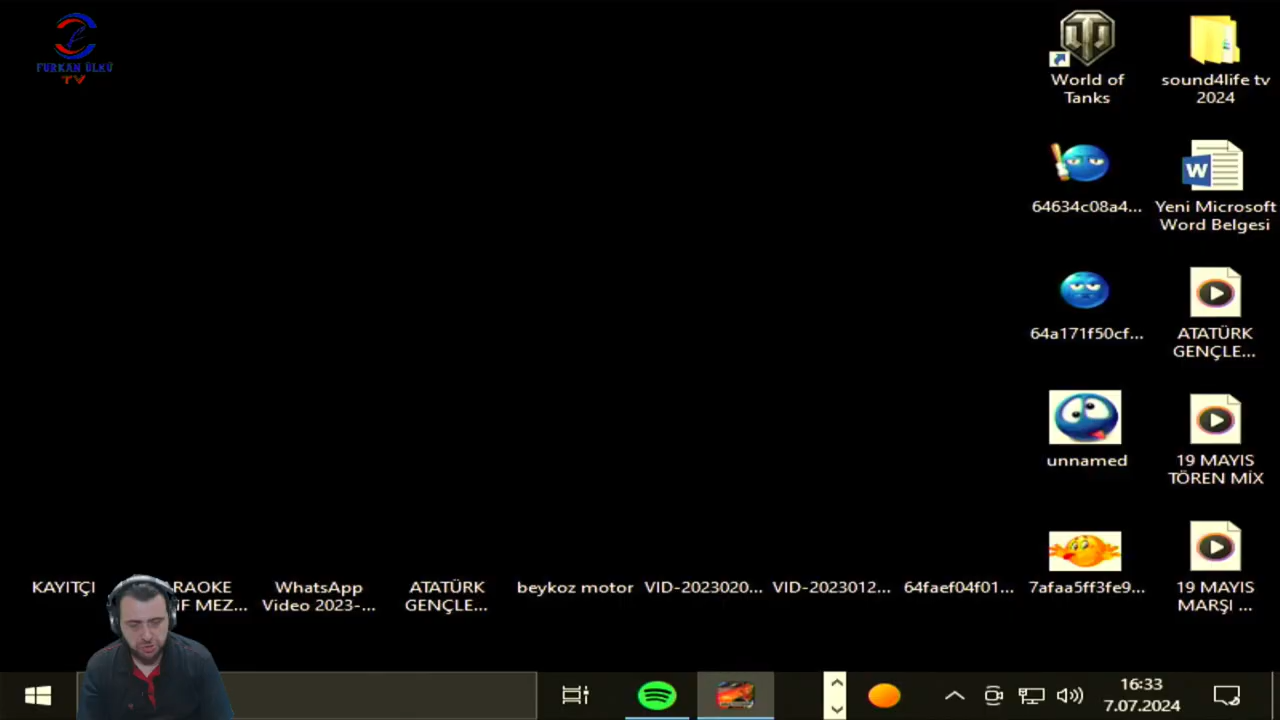 FURKAN ÜLKÜ
TV
World of
Tanks
sound4life tv
2024
64634c08a4...
Yeni Microsoft
Word Belgesi
64a171f50cf...
ATATÜRK
GENÇLE...
unnamed
19 MAYIS
TÖREN MİX
KAYITÇI
RAOKE
F MEZ...
WhatsApp
Video 2023-...
ATATÜRK
GENÇLE...
beykoz motor
VID-2023020...
VID-2023012...
64faef04f01...
7afaa5ff3fe9...
19 MAYIS
MARŞI ...
16:33
7.07.2024